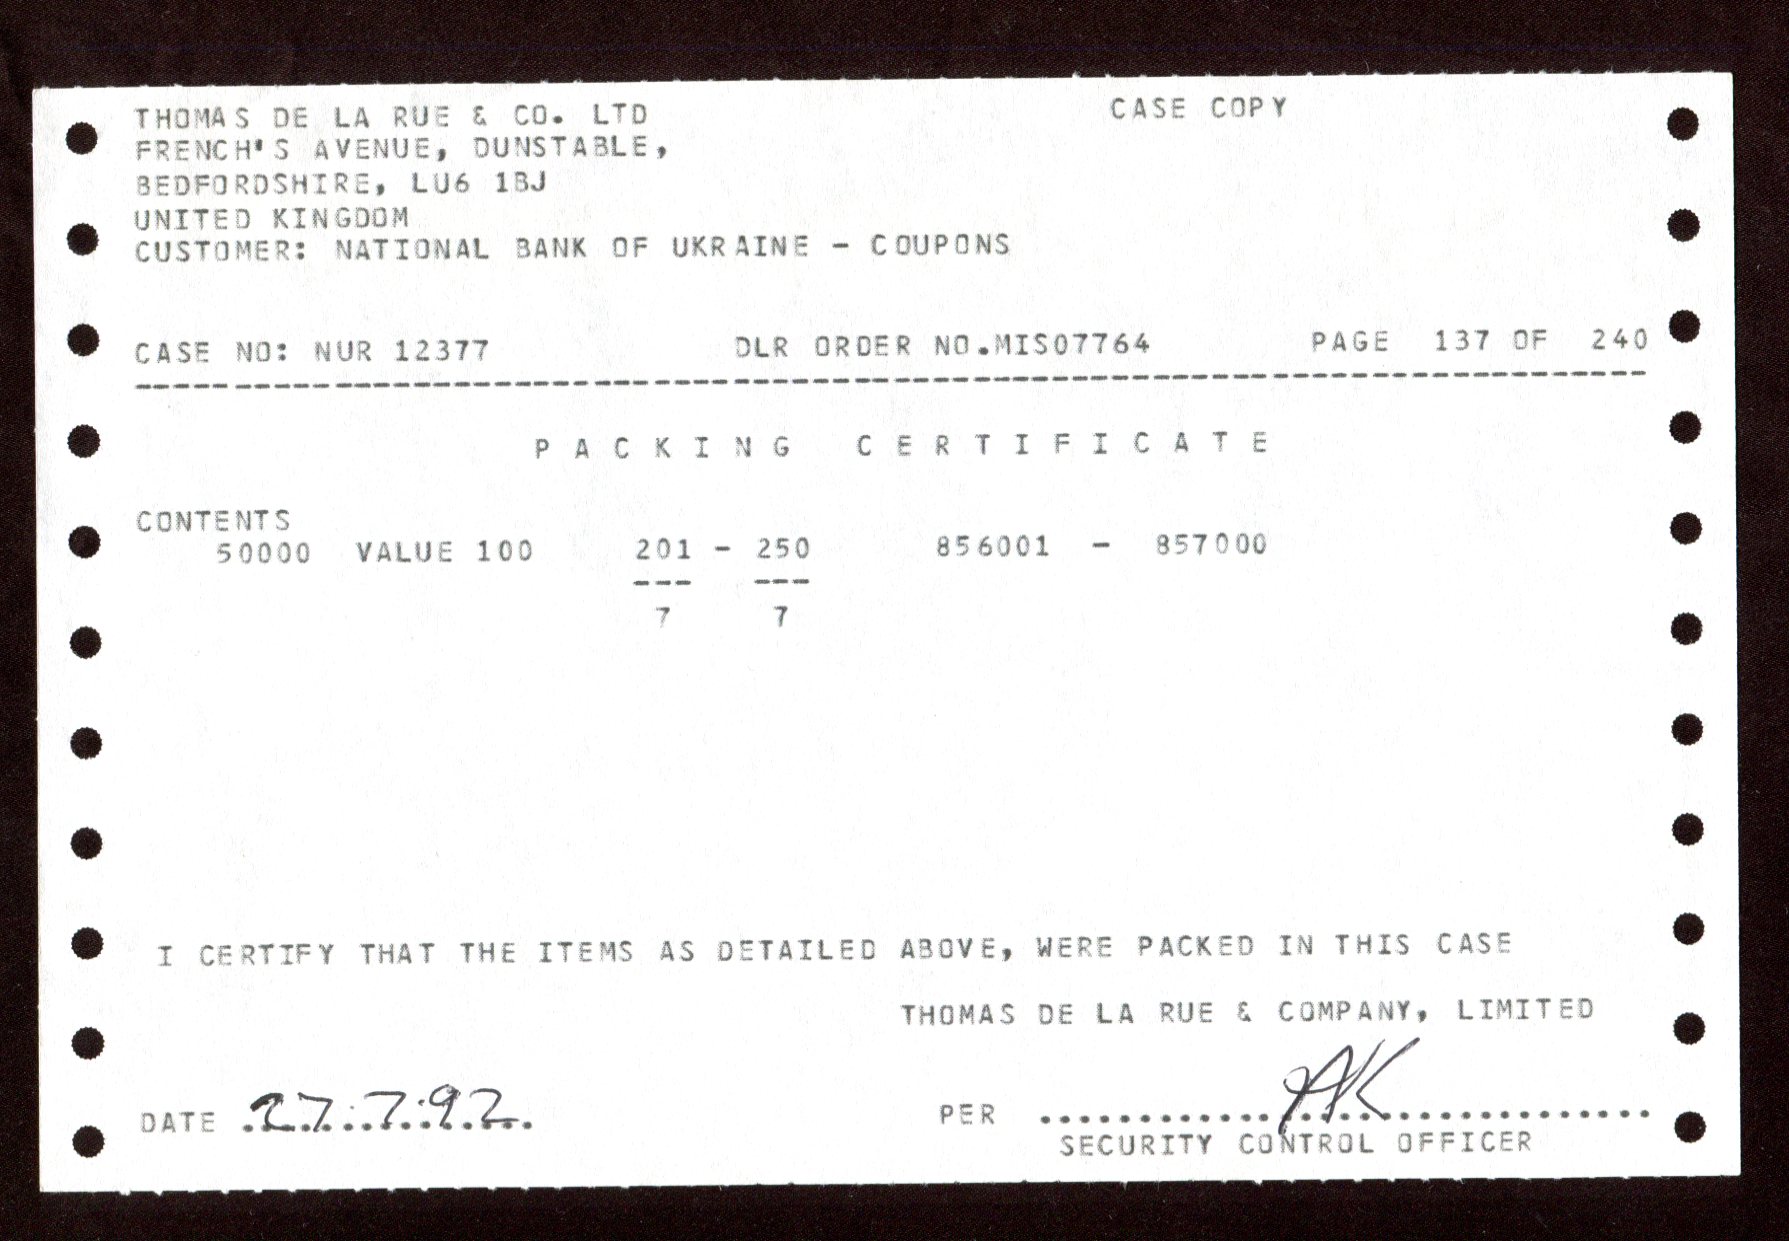 THOMAS DE LA RUE & CO. LTD
CASE COPY
FRENCH'S AVENUE, DUNSTABLE,
BEDFORDSHIRE, LU6 1BJ
UNITED KINGDOM
CUSTOMER: NATIONAL BANK OF UKRAINE - COUPONS
CASE NO: NUR 12377 DLR ORDER NO.MIS07764 PAGE 137 OF 240
PACKING CERTIFICATE
CONTENTS
50000 VALUE 100 201 - 250 856001 - 857000
--- ---
7 7
I CERTIFY THAT THE ITEMS AS DETAILED ABOVE, WERE PACKED IN THIS CASE
THOMAS DE LA RUE & COMPANY, LIMITED
DATE 27.7.92. PER AK
SECURITY CONTROL OFFICER